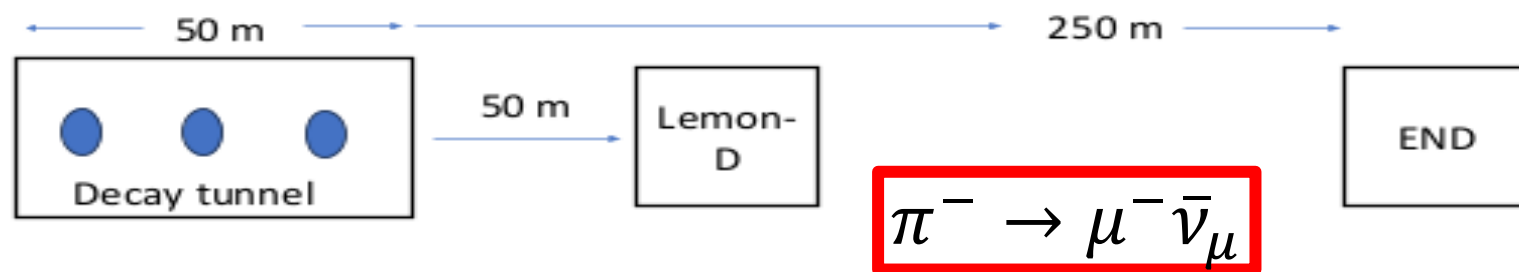 50 m
250 m
50 m
Lemon-
D
END
Decay tunnel
π⁻ → μ⁻ ν̄_μ